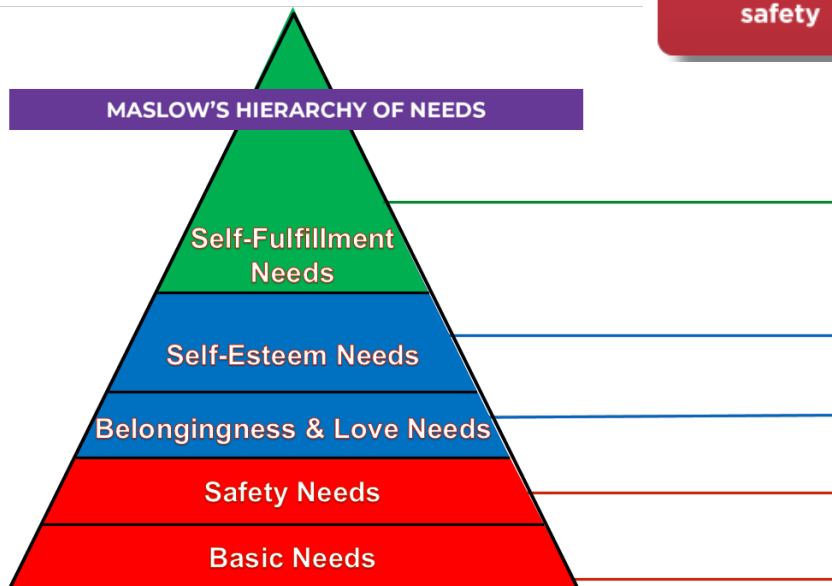 safety
MASLOW'S HIERARCHY OF NEEDS
Self-Fulfillment
Needs
Self-Esteem Needs
Belongingness & Love Needs
Safety Needs
Basic Needs